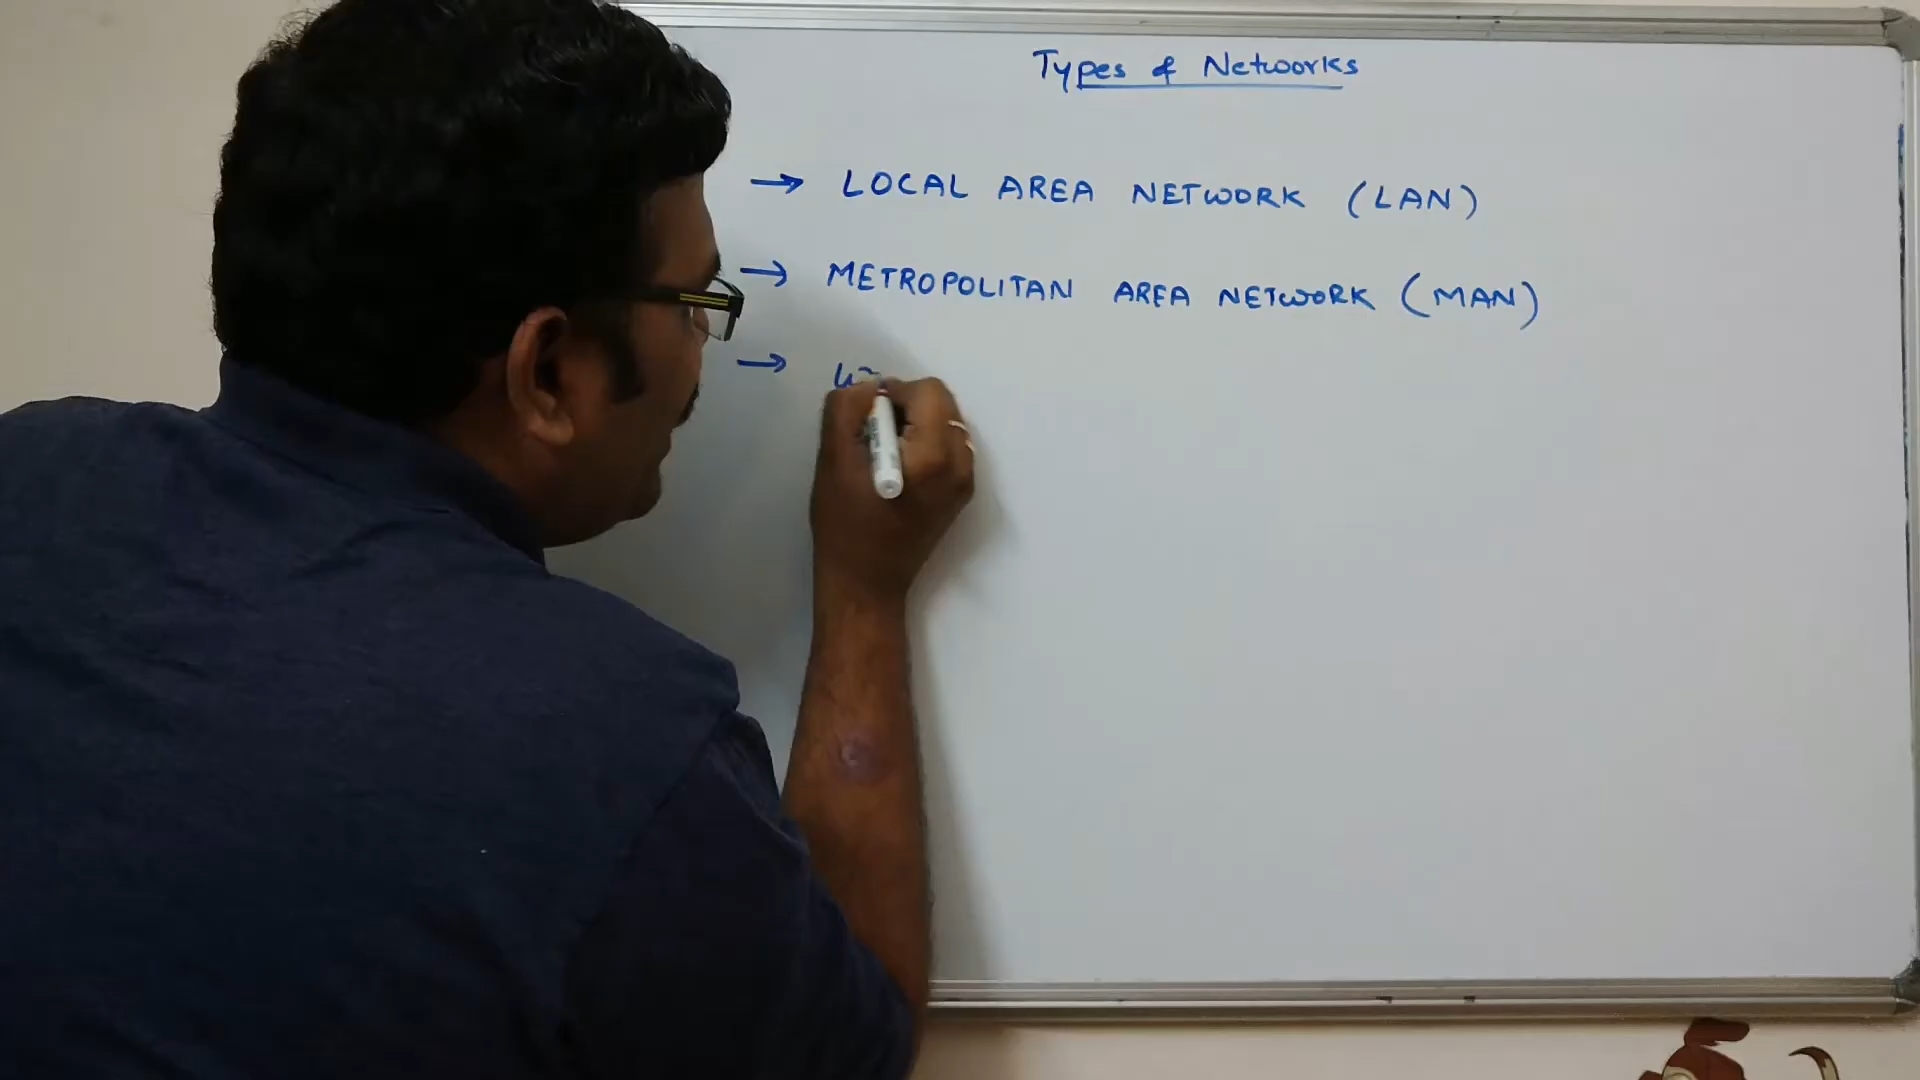 Types of Networks
→ LOCAL AREA NETWORK (LAN)
→ METROPOLITAN AREA NETWORK (MAN)
→